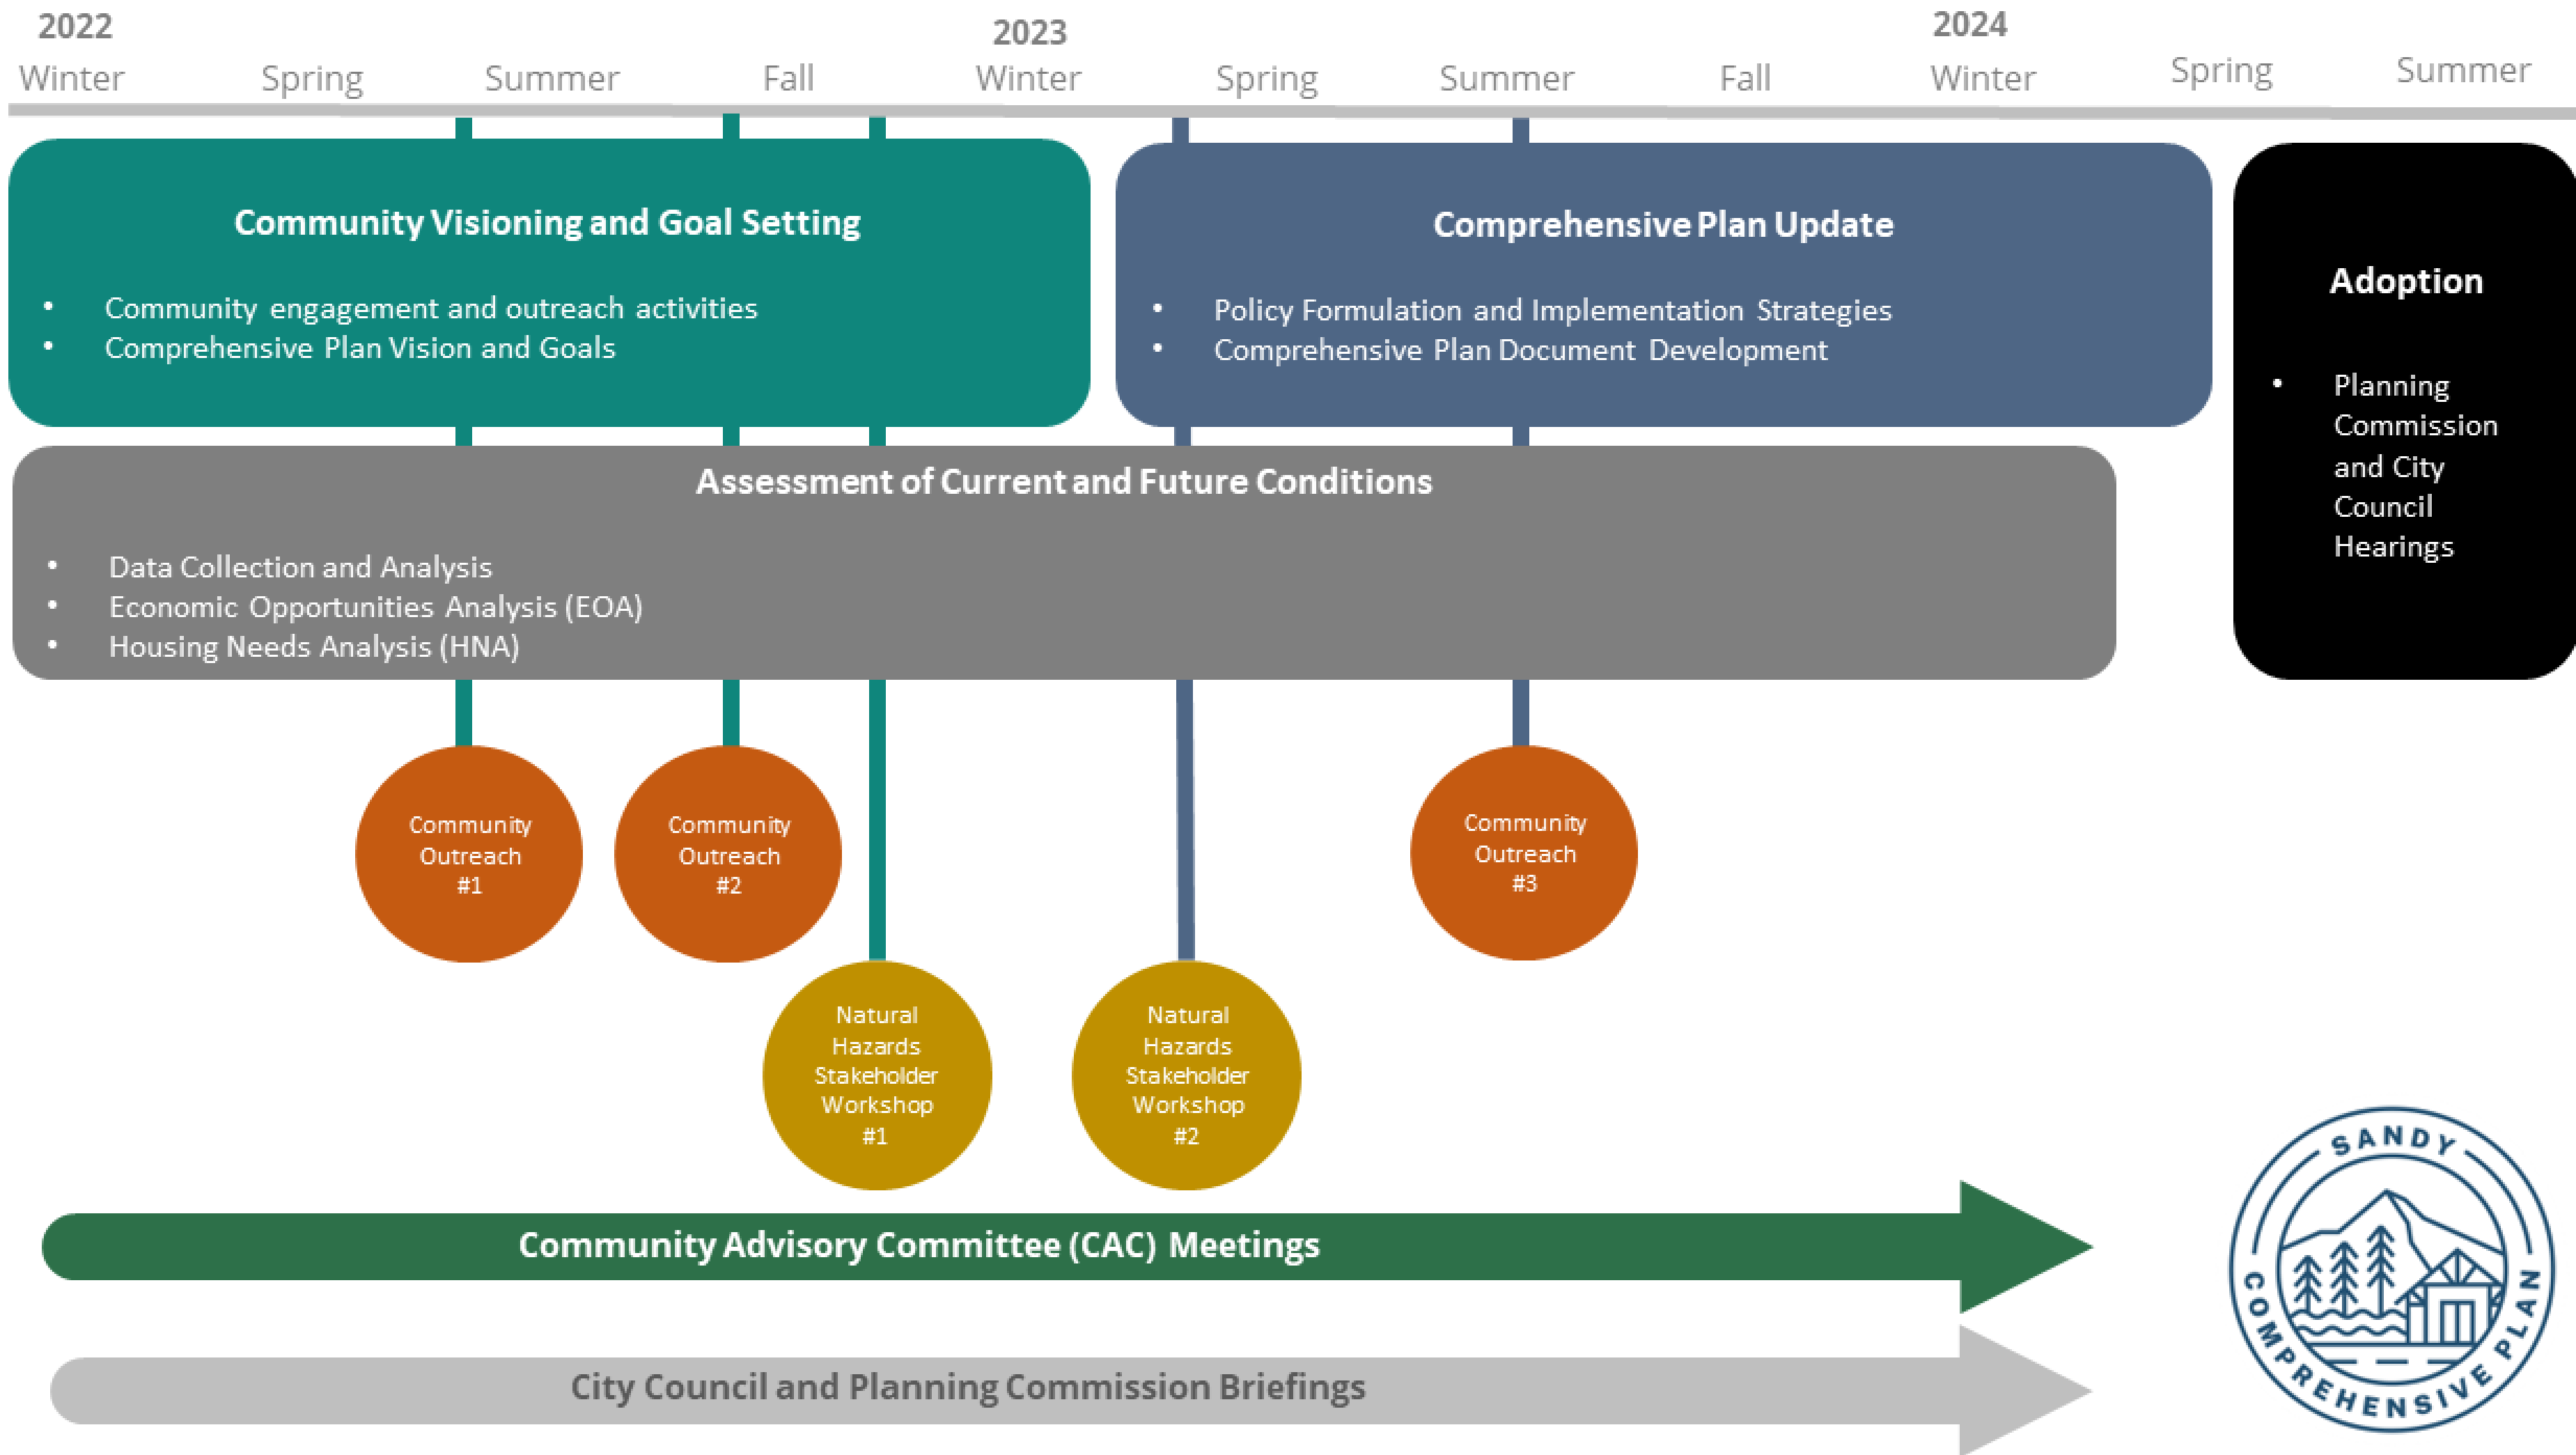 2022
2023
2024
Winter
Spring
Summer
Fall
Winter
Spring
Summer
Fall
Winter
Spring
Summer
Community Visioning and Goal Setting
• Community engagement and outreach activities
• Comprehensive Plan Vision and Goals
Comprehensive Plan Update
• Policy Formulation and Implementation Strategies
• Comprehensive Plan Document Development
Adoption
• Planning
Commission
and City
Council
Hearings
Assessment of Current and Future Conditions
• Data Collection and Analysis
• Economic Opportunities Analysis (EOA)
• Housing Needs Analysis (HNA)
Community
Outreach
#1
Community
Outreach
#2
Community
Outreach
#3
Natural
Hazards
Stakeholder
Workshop
#1
Natural
Hazards
Stakeholder
Workshop
#2
Community Advisory Committee (CAC) Meetings
City Council and Planning Commission Briefings
SANDY
COMPREHENSIVE PLAN